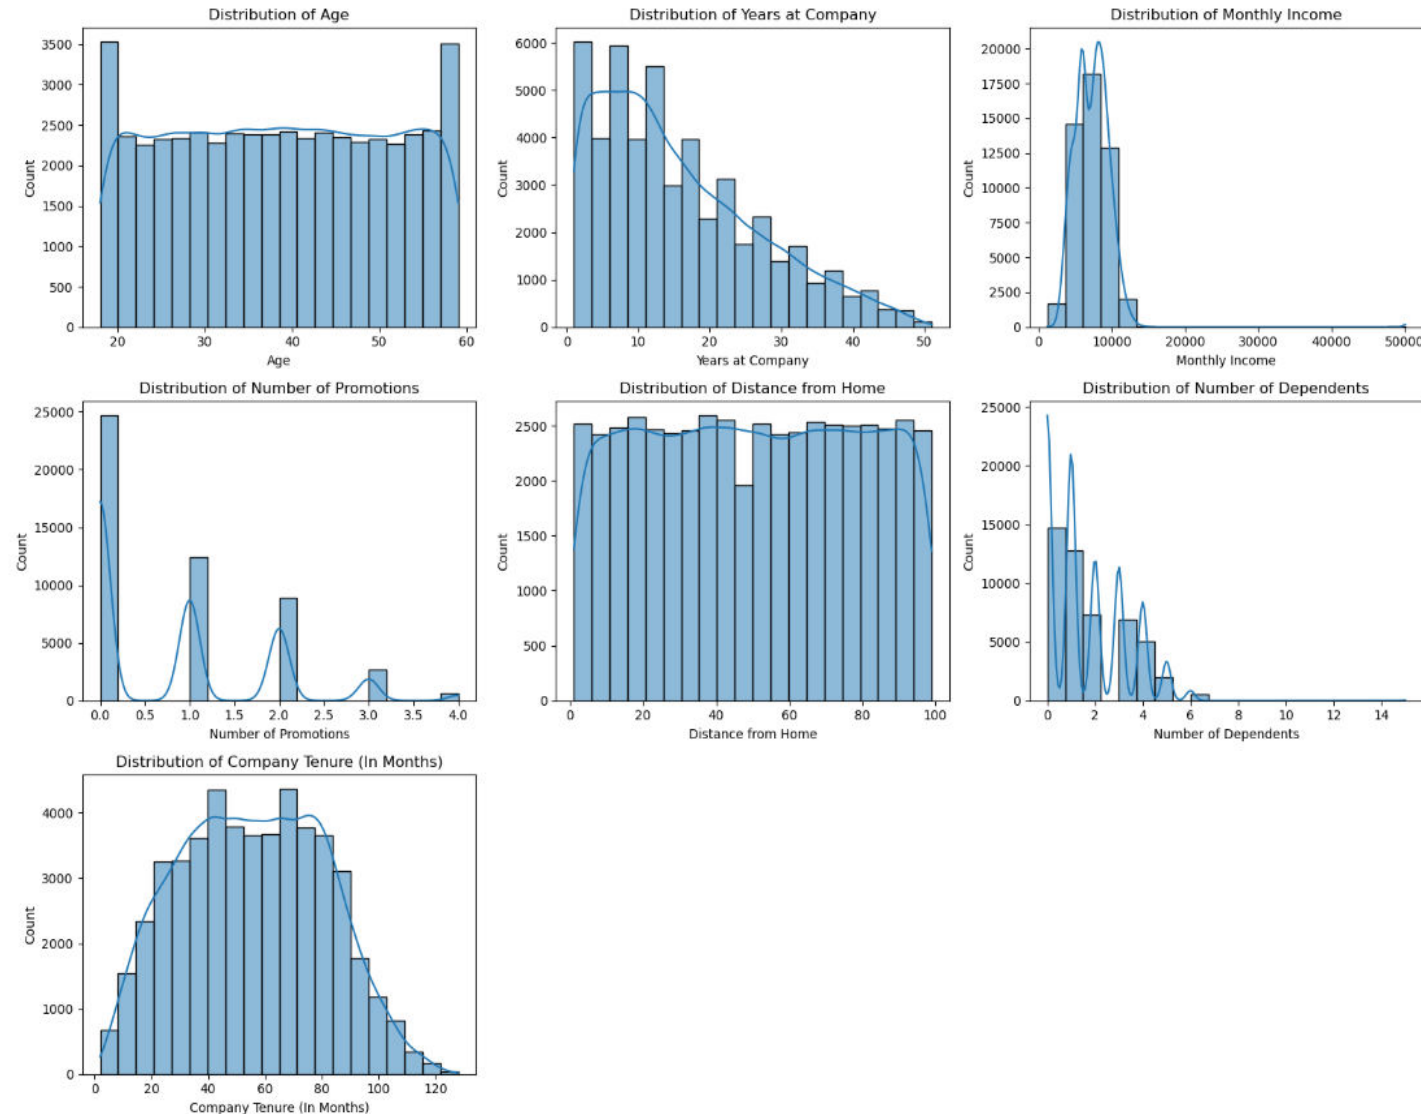 Distribution of Age
3500
3000
2500
2000
1500
1000
500
0
Count
20 30 40 50 60
Age
Distribution of Years at Company
6000
5000
4000
3000
2000
1000
0
Count
0 10 20 30 40 50
Years at Company
Distribution of Monthly Income
20000
17500
15000
12500
10000
7500
5000
2500
0
Count
0 10000 20000 30000 40000 50000
Monthly Income
Distribution of Number of Promotions
25000
20000
15000
10000
5000
0
Count
0.0 0.5 1.0 1.5 2.0 2.5 3.0 3.5 4.0
Number of Promotions
Distribution of Distance from Home
2500
2000
1500
1000
500
0
Count
0 20 40 60 80 100
Distance from Home
Distribution of Number of Dependents
25000
20000
15000
10000
5000
0
Count
0 2 4 6 8 10 12 14
Number of Dependents
Distribution of Company Tenure (In Months)
4000
3000
2000
1000
0
Count
0 20 40 60 80 100 120
Company Tenure (In Months)